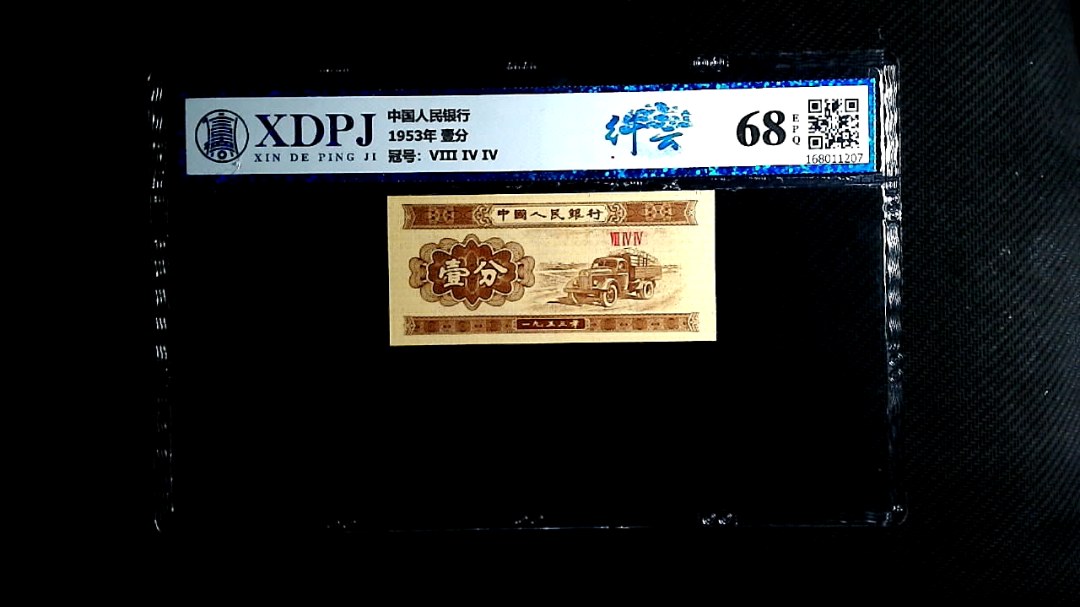 XDPJ
XIN DE PING JI
中国人民银行
1953年 壹分
冠号：VIII IV IV
68
EPQ
168011207
中國人民銀行
VIII IV IV
壹分
一九五三年